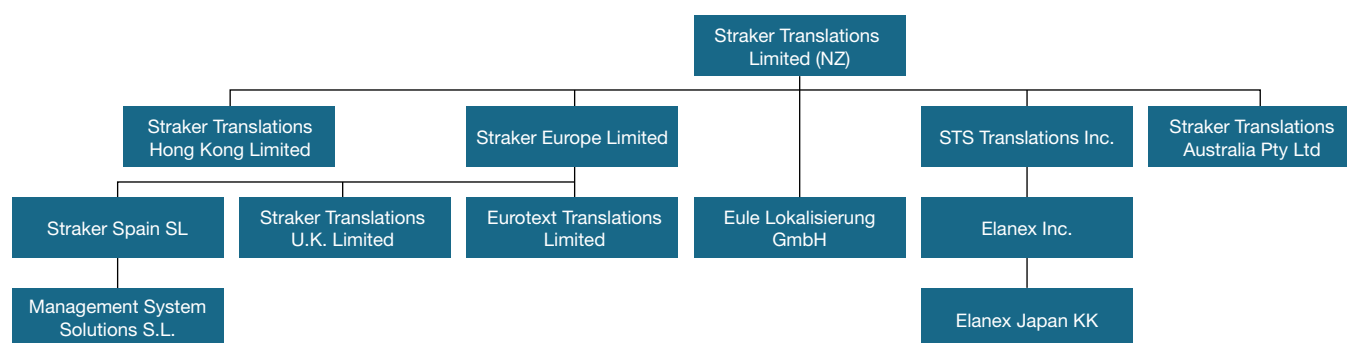 Straker Translations
Limited (NZ)
Straker Translations
Hong Kong Limited
Straker Europe Limited
STS Translations Inc.
Straker Translations
Australia Pty Ltd
Straker Spain SL
Straker Translations
U.K. Limited
Eurotext Translations
Limited
Eule Lokalisierung
GmbH
Elanex Inc.
Management System
Solutions S.L.
Elanex Japan KK